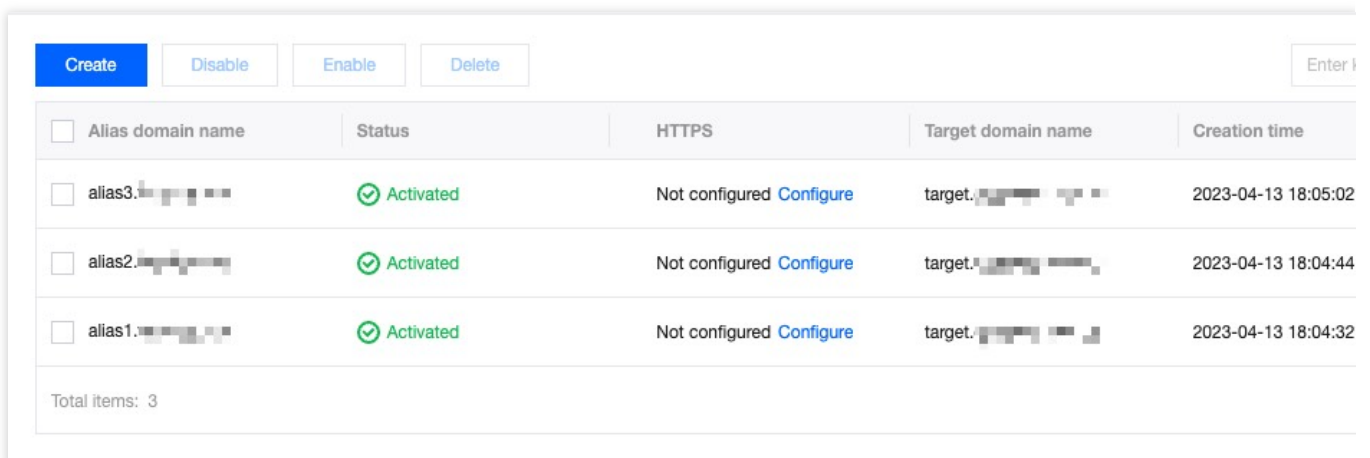 Create Disable Enable Delete Enter
Alias domain name Status HTTPS Target domain name Creation time
alias3. Activated Not configured Configure target. 2023-04-13 18:05:02
alias2. Activated Not configured Configure target. 2023-04-13 18:04:44
alias1. Activated Not configured Configure target. 2023-04-13 18:04:32
Total items: 3